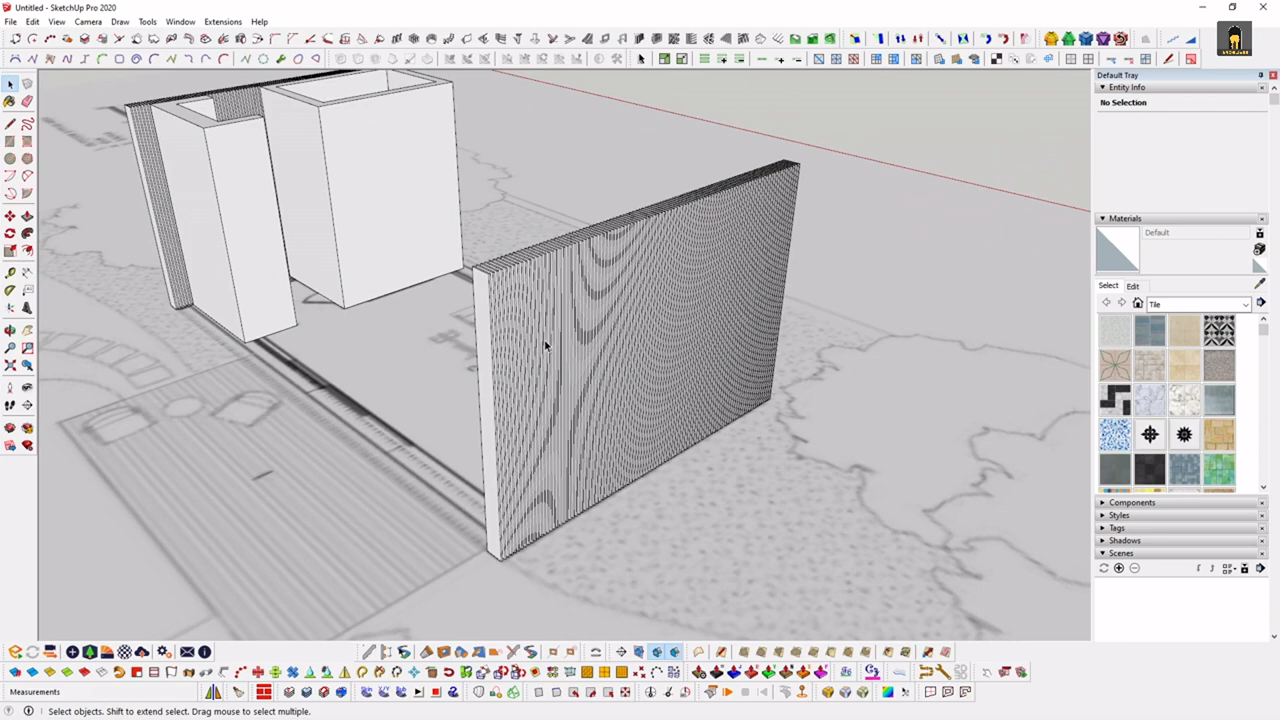 Untitled - SketchUp Pro 2020
File Edit View Camera Draw Tools Window Extensions Help
Default Tray
Entity Info
No Selection
Materials
Default
Select Edit
Tile
Components
Styles
Tags
Shadows
Scenes
Measurements
Select objects. Shift to extend select. Drag mouse to select multiple.